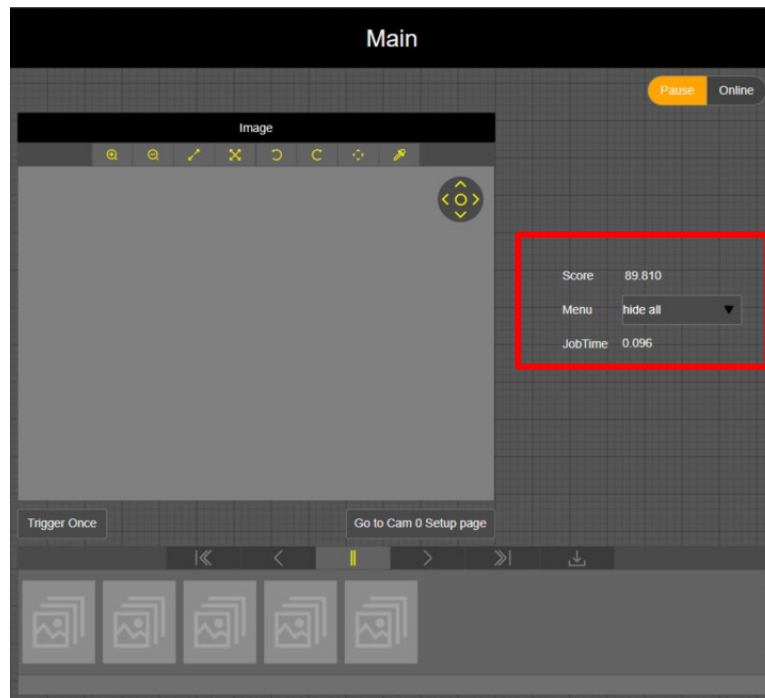 Main
Pause Online
Image
Score 89.810
Menu hide all
JobTime 0.096
Trigger Once Go to Cam 0 Setup page